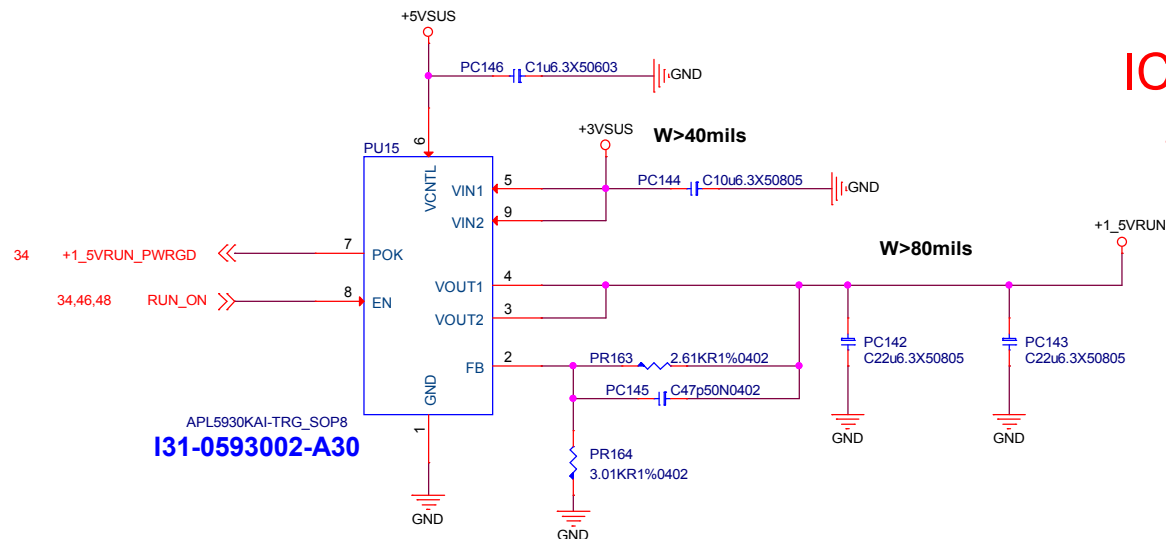 +5VSUS
PC146 C1u6.3X50603
GND
IC
+3VSUS
W>40mils
6
PU15
VCNTL
VIN1 5
PC144 C10u6.3X50805
GND
VIN2 9
+1_5VRUN
W>80mils
34 +1_5VRUN_PWRGD 7 POK
34,46,48 RUN_ON 8 EN
VOUT1 4
VOUT2 3
PC142
C22u6.3X50805
PC143
C22u6.3X50805
FB 2
PR163 2.61KR1%0402
PC145 C47p50N0402
GND
1
APL5930KAI-TRG_SOP8
I31-0593002-A30
GND
GND
PR164
3.01KR1%0402
GND
GND